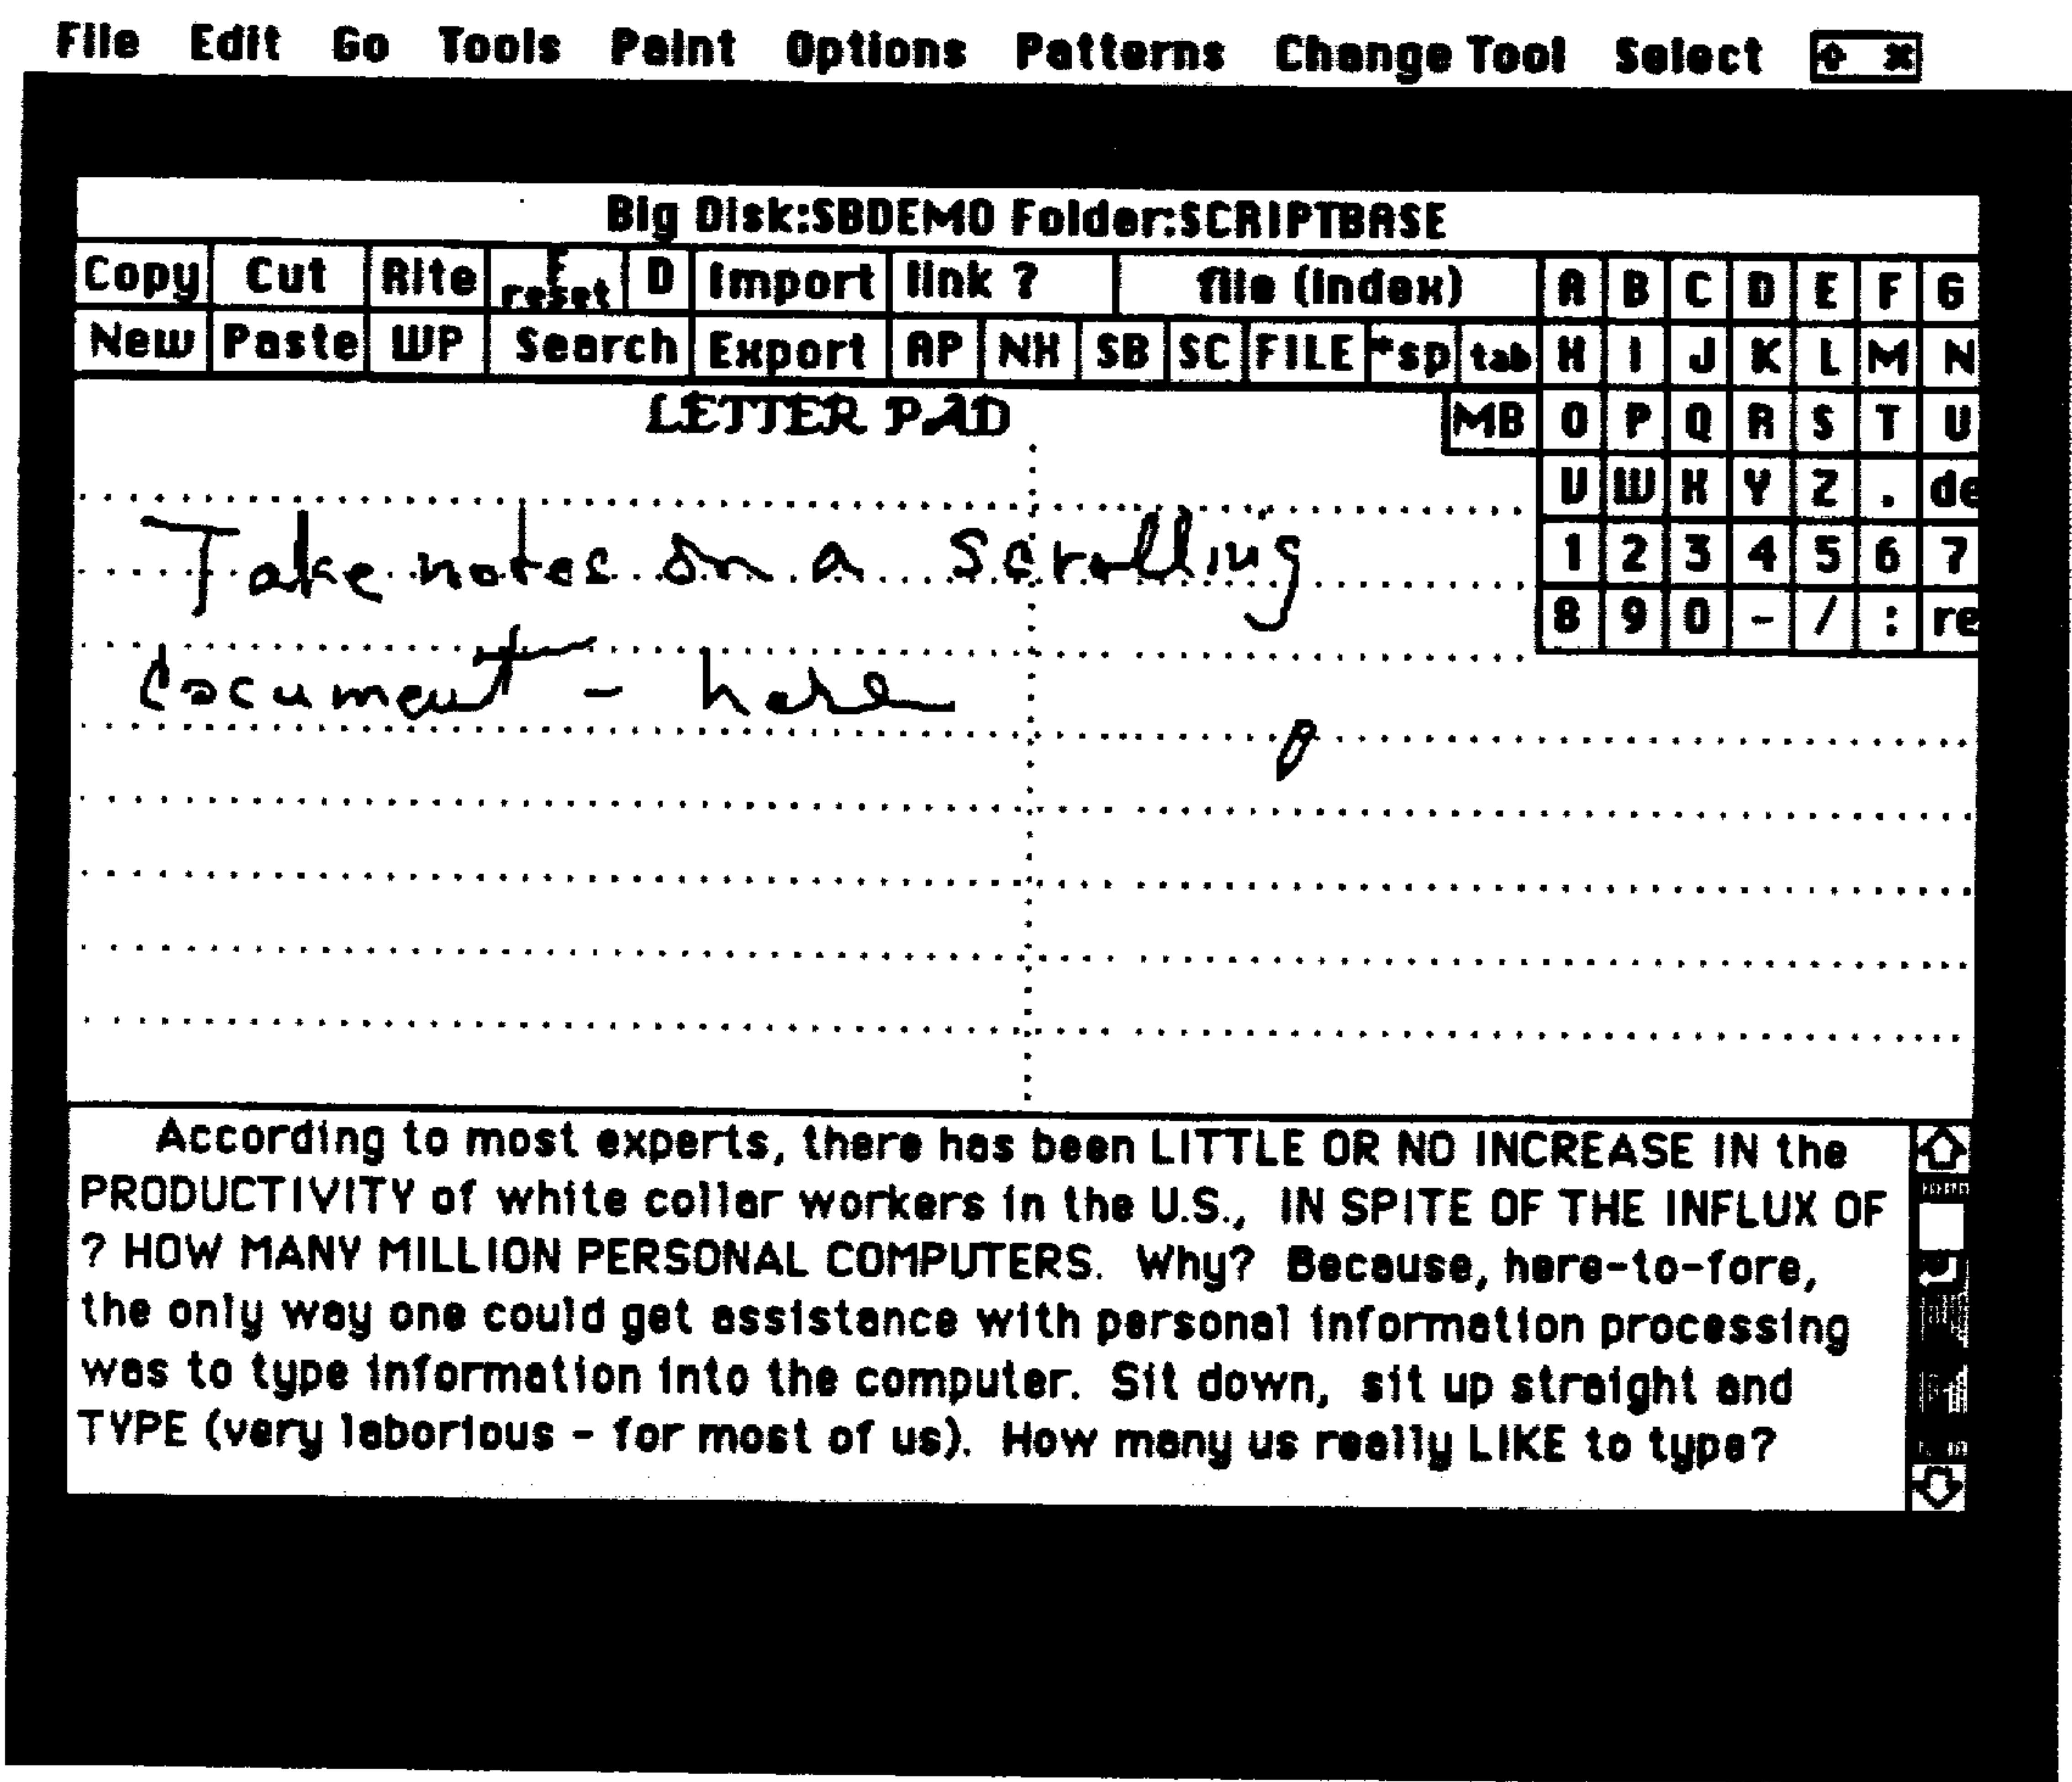 File Edit Go Tools Paint Options Patterns Change Tool Select
Big Disk:SBDEMO Folder:SCRIPTBASE
Copy Cut Rite reset D Import link ? file (index) A B C D E F G
New Paste WP Search Export AP NH SB SC FILE *sp tab H I J K L M N
LETTER PAD MB O P Q R S T U
V W X Y Z . de
Take notes on a scrolling 1 2 3 4 5 6 7
8 9 0 - / : re
document - here
According to most experts, there has been LITTLE OR NO INCREASE IN the
PRODUCTIVITY of white collar workers in the U.S., IN SPITE OF THE INFLUX OF
? HOW MANY MILLION PERSONAL COMPUTERS. Why? Because, here-to-fore,
the only way one could get assistance with personal information processing
was to type information into the computer. Sit down, sit up straight and
TYPE (very laborious - for most of us). How many us really LIKE to type?